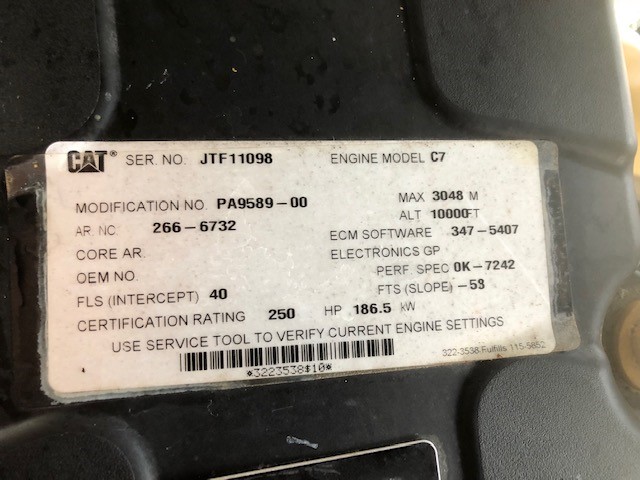 CAT® SER. NO. JTF11098 ENGINE MODEL C7
MODIFICATION NO. PA9589-00 MAX 3048 M
AR. NO. 266-6732 ALT 10000FT
CORE AR. ECM SOFTWARE 347-5407
OEM NO. ELECTRONICS GP
FLS (INTERCEPT) 40 PERF. SPEC 0K-7242
FTS (SLOPE) -53
CERTIFICATION RATING 250 HP 186.5 kW
USE SERVICE TOOL TO VERIFY CURRENT ENGINE SETTINGS
322-3538 Fulfills 115-5852
*3223538#10*